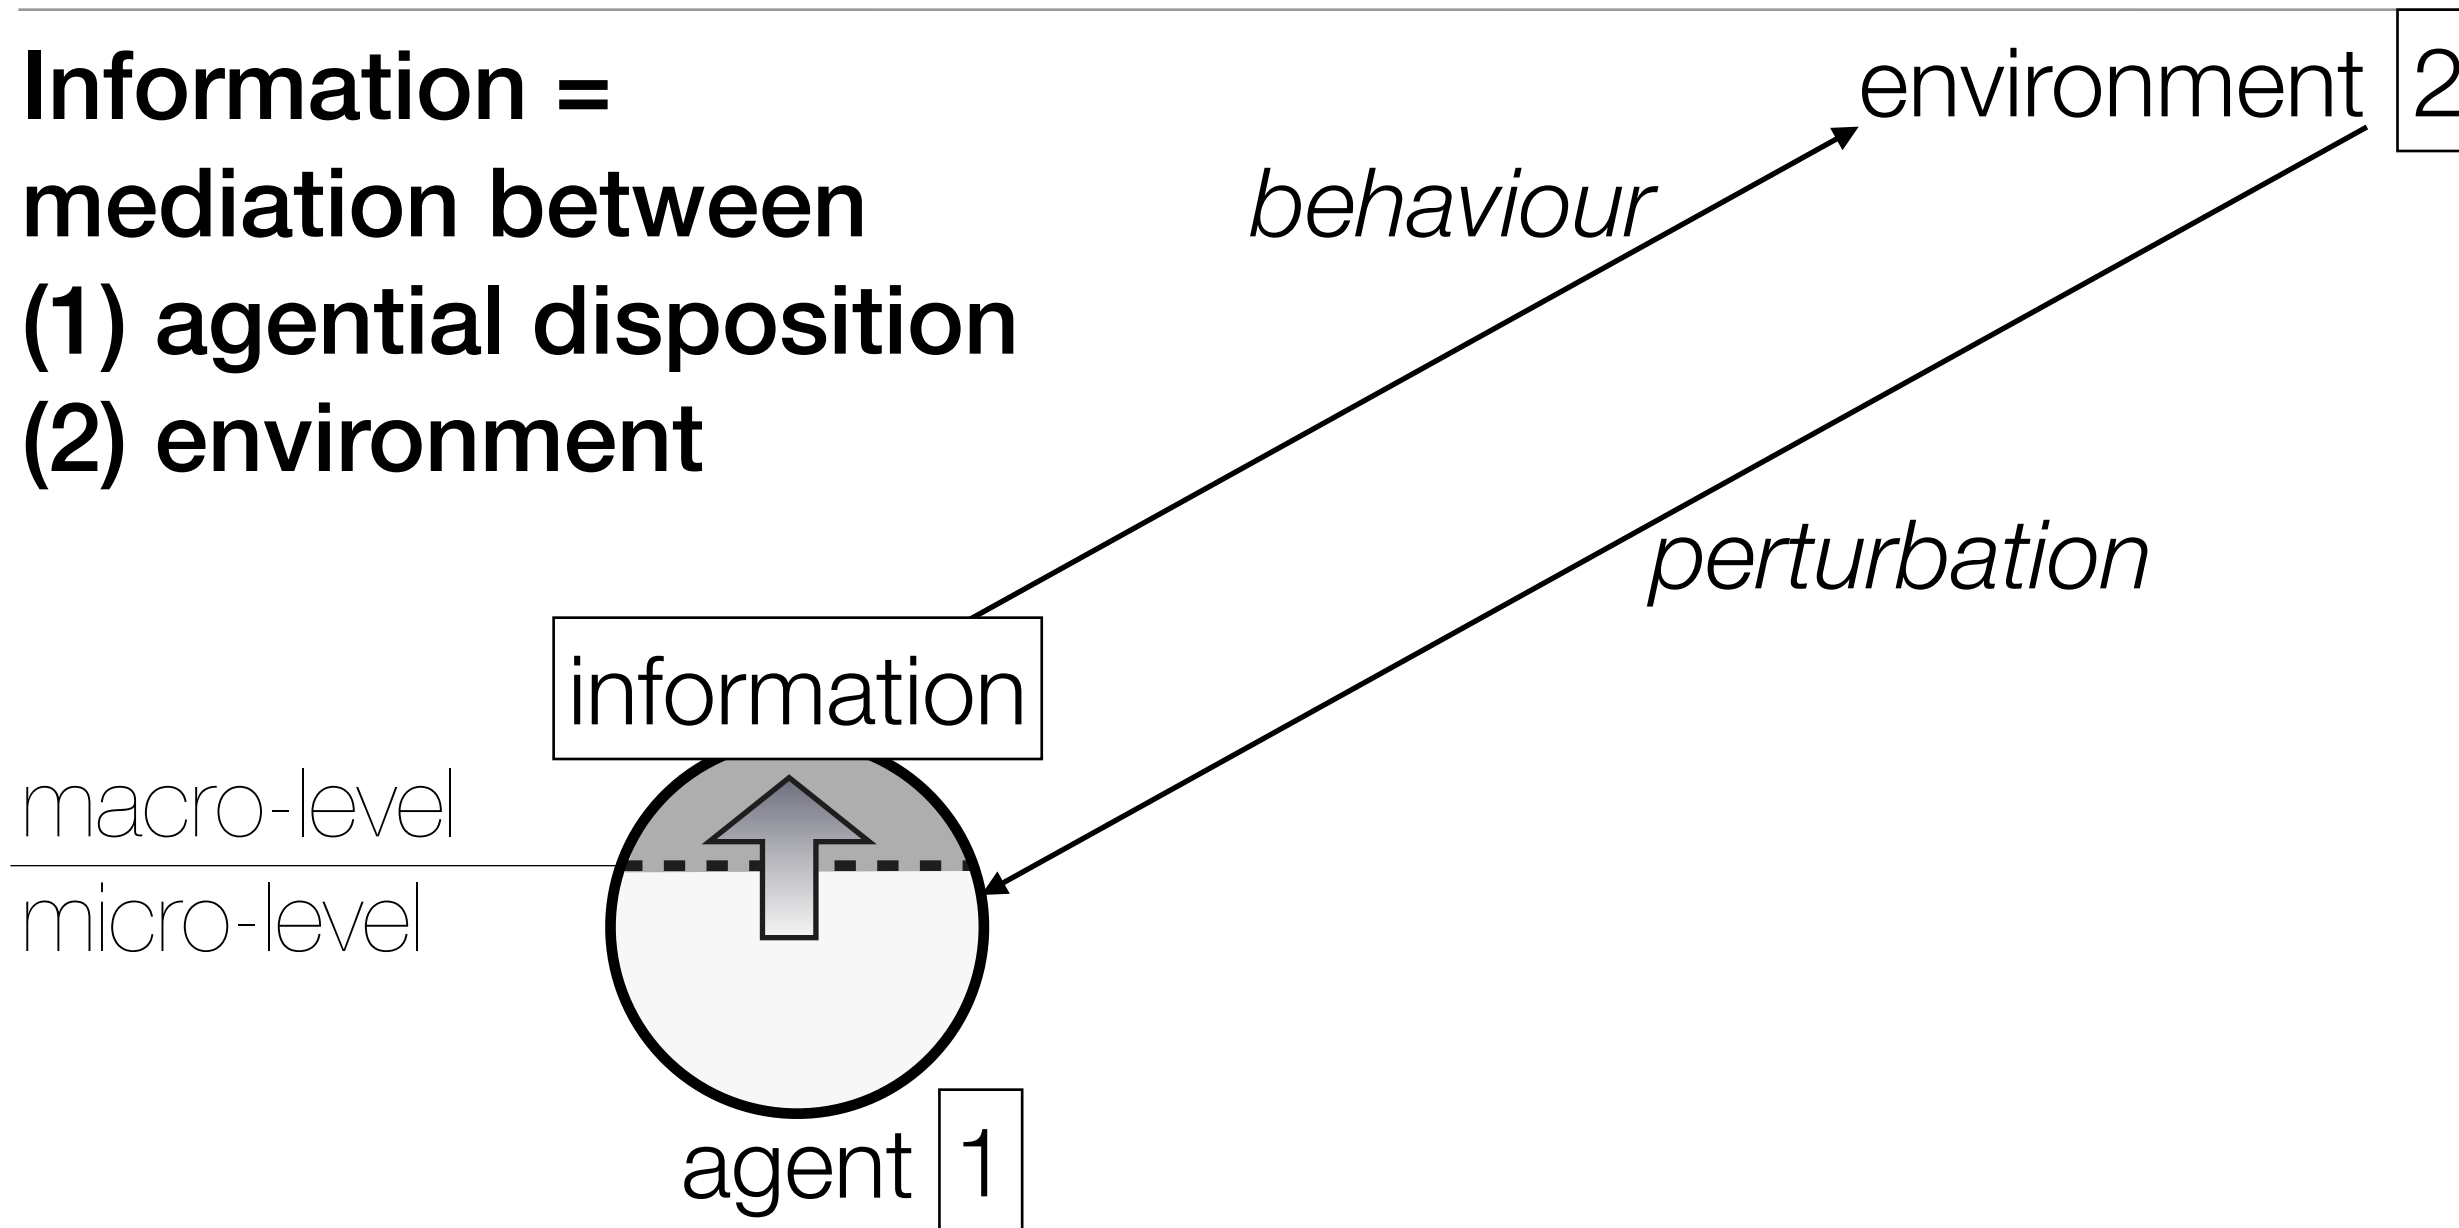 Information =
mediation between
(1) agential disposition
(2) environment
environment 2
behaviour
perturbation
information
macro-level
micro-level
agent 1